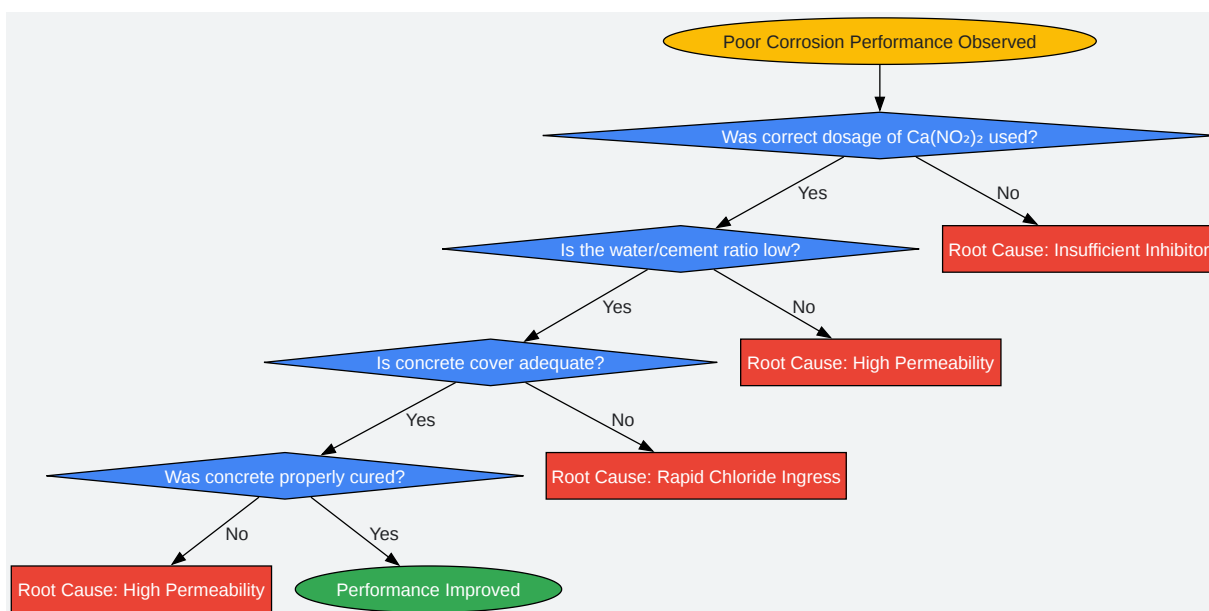 Poor Corrosion Performance Observed
Was correct dosage of Ca(NO₂)₂ used?
Yes
No
Is the water/cement ratio low?
Root Cause: Insufficient Inhibitor
Yes
No
Is concrete cover adequate?
Root Cause: High Permeability
Yes
No
Was concrete properly cured?
Root Cause: Rapid Chloride Ingress
No
Yes
Root Cause: High Permeability
Performance Improved